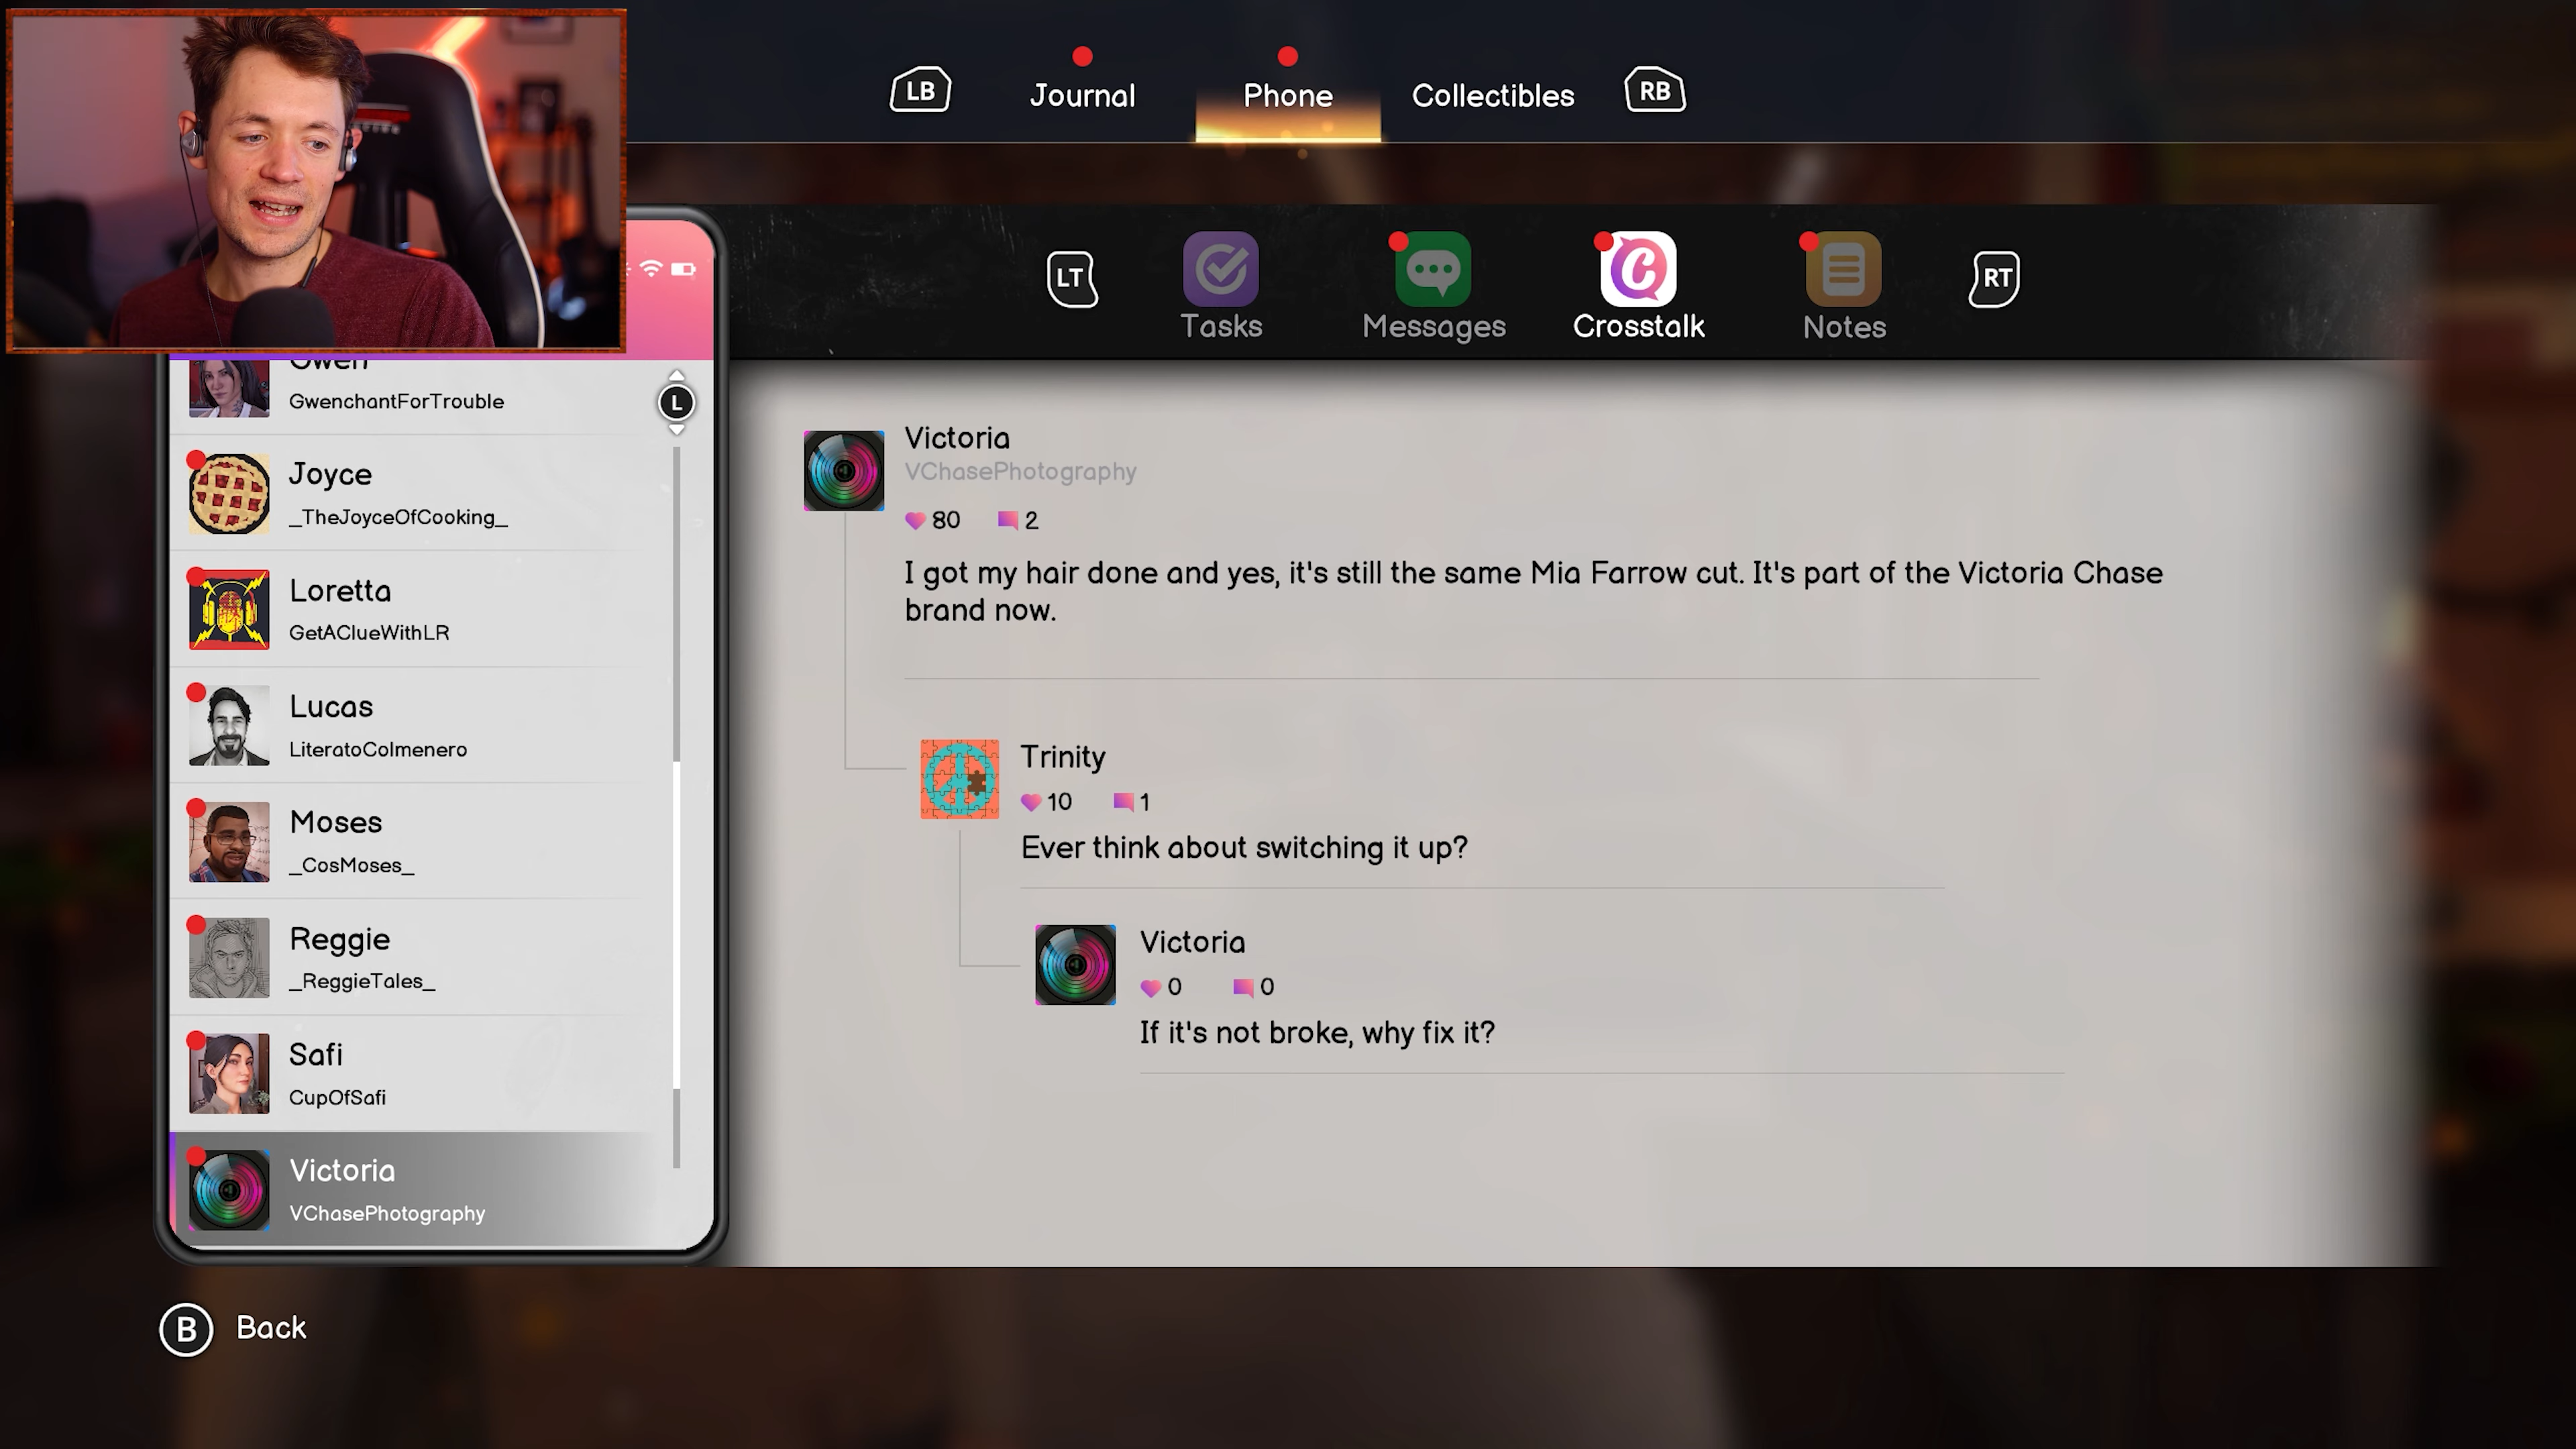 LB
Journal
Phone
Collectibles
RB
LT
Tasks
Messages
Crosstalk
Notes
RT
Gwen
GwenchantForTrouble
L
Joyce
_TheJoyceOfCooking_
Loretta
GetAClueWithLR
Lucas
LiteratoColmenero
Moses
_CosMoses_
Reggie
_ReggieTales_
Safi
CupOfSafi
Victoria
VChasePhotography
Victoria
VChasePhotography
80 2
I got my hair done and yes, it's still the same Mia Farrow cut. It's part of the Victoria Chase
brand now.
Trinity
10 1
Ever think about switching it up?
Victoria
0 0
If it's not broke, why fix it?
B Back